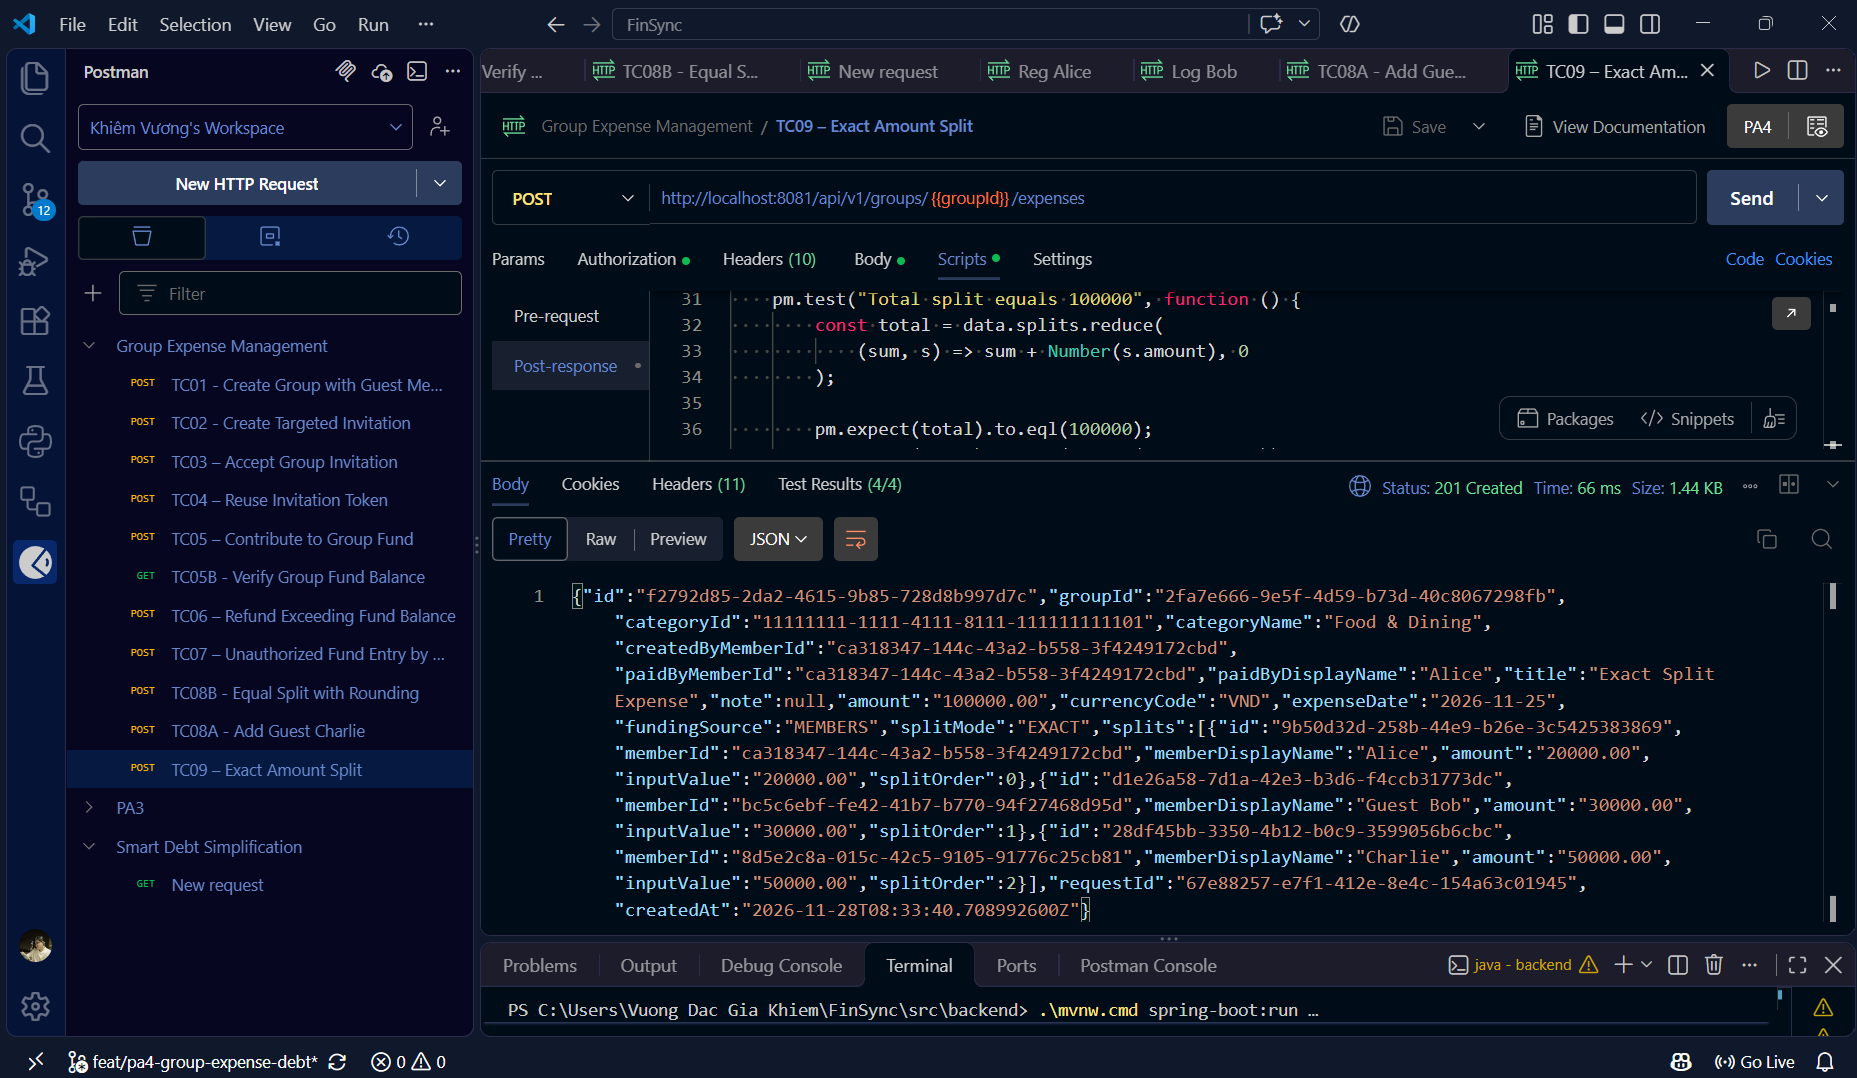 File Edit Selection View Go Run ···
FinSync
Postman
Khiêm Vương's Workspace
New HTTP Request
Filter
Group Expense Management
POST TC01 - Create Group with Guest Me...
POST TC02 - Create Targeted Invitation
POST TC03 – Accept Group Invitation
POST TC04 – Reuse Invitation Token
POST TC05 – Contribute to Group Fund
GET TC05B - Verify Group Fund Balance
POST TC06 – Refund Exceeding Fund Balance
POST TC07 – Unauthorized Fund Entry by ...
POST TC08B - Equal Split with Rounding
POST TC08A - Add Guest Charlie
POST TC09 – Exact Amount Split
PA3
Smart Debt Simplification
GET New request
12
Verify ... HTTP TC08B - Equal S... HTTP New request HTTP Reg Alice HTTP Log Bob HTTP TC08A - Add Gue... HTTP TC09 – Exact Am...
HTTP Group Expense Management / TC09 – Exact Amount Split Save View Documentation PA4
POST http://localhost:8081/api/v1/groups/{{groupId}}/expenses Send
Params Authorization Headers (10) Body Scripts Settings Code Cookies
Pre-request
Post-response
31 ····pm.test("Total·split·equals·100000",·function·()·{
32 ········const·total·=·data.splits.reduce(
33 ············(sum,·s)·=>·sum·+·Number(s.amount),·0
34 ········);
35
36 ········pm.expect(total).to.eql(100000);
Packages Snippets
Body Cookies Headers (11) Test Results (4/4) Status: 201 Created Time: 66 ms Size: 1.44 KB
Pretty Raw Preview JSON
1 {"id":"f2792d85-2da2-4615-9b85-728d8b997d7c","groupId":"2fa7e666-9e5f-4d59-b73d-40c8067298fb",
"categoryId":"11111111-1111-4111-8111-111111111101","categoryName":"Food & Dining",
"createdByMemberId":"ca318347-144c-43a2-b558-3f4249172cbd",
"paidByMemberId":"ca318347-144c-43a2-b558-3f4249172cbd","paidByDisplayName":"Alice","title":"Exact Split
Expense","note":null,"amount":"100000.00","currencyCode":"VND","expenseDate":"2026-11-25",
"fundingSource":"MEMBERS","splitMode":"EXACT","splits":[{"id":"9b50d32d-258b-44e9-b26e-3c5425383869",
"memberId":"ca318347-144c-43a2-b558-3f4249172cbd","memberDisplayName":"Alice","amount":"20000.00",
"inputValue":"20000.00","splitOrder":0},{"id":"d1e26a58-7d1a-42e3-b3d6-f4ccb31773dc",
"memberId":"bc5c6ebf-fe42-41b7-b770-94f27468d95d","memberDisplayName":"Guest Bob","amount":"30000.00",
"inputValue":"30000.00","splitOrder":1},{"id":"28df45bb-3350-4b12-b0c9-3599056b6cbc",
"memberId":"8d5e2c8a-015c-42c5-9105-91776c25cb81","memberDisplayName":"Charlie","amount":"50000.00",
"inputValue":"50000.00","splitOrder":2}],"requestId":"67e88257-e7f1-412e-8e4c-154a63c01945",
"createdAt":"2026-11-28T08:33:40.708992600Z"}
Problems Output Debug Console Terminal Ports Postman Console java - backend
PS C:\Users\Vuong Dac Gia Khiem\FinSync\src\backend> .\mvnw.cmd spring-boot:run …
feat/pa4-group-expense-debt* 0 0 Go Live